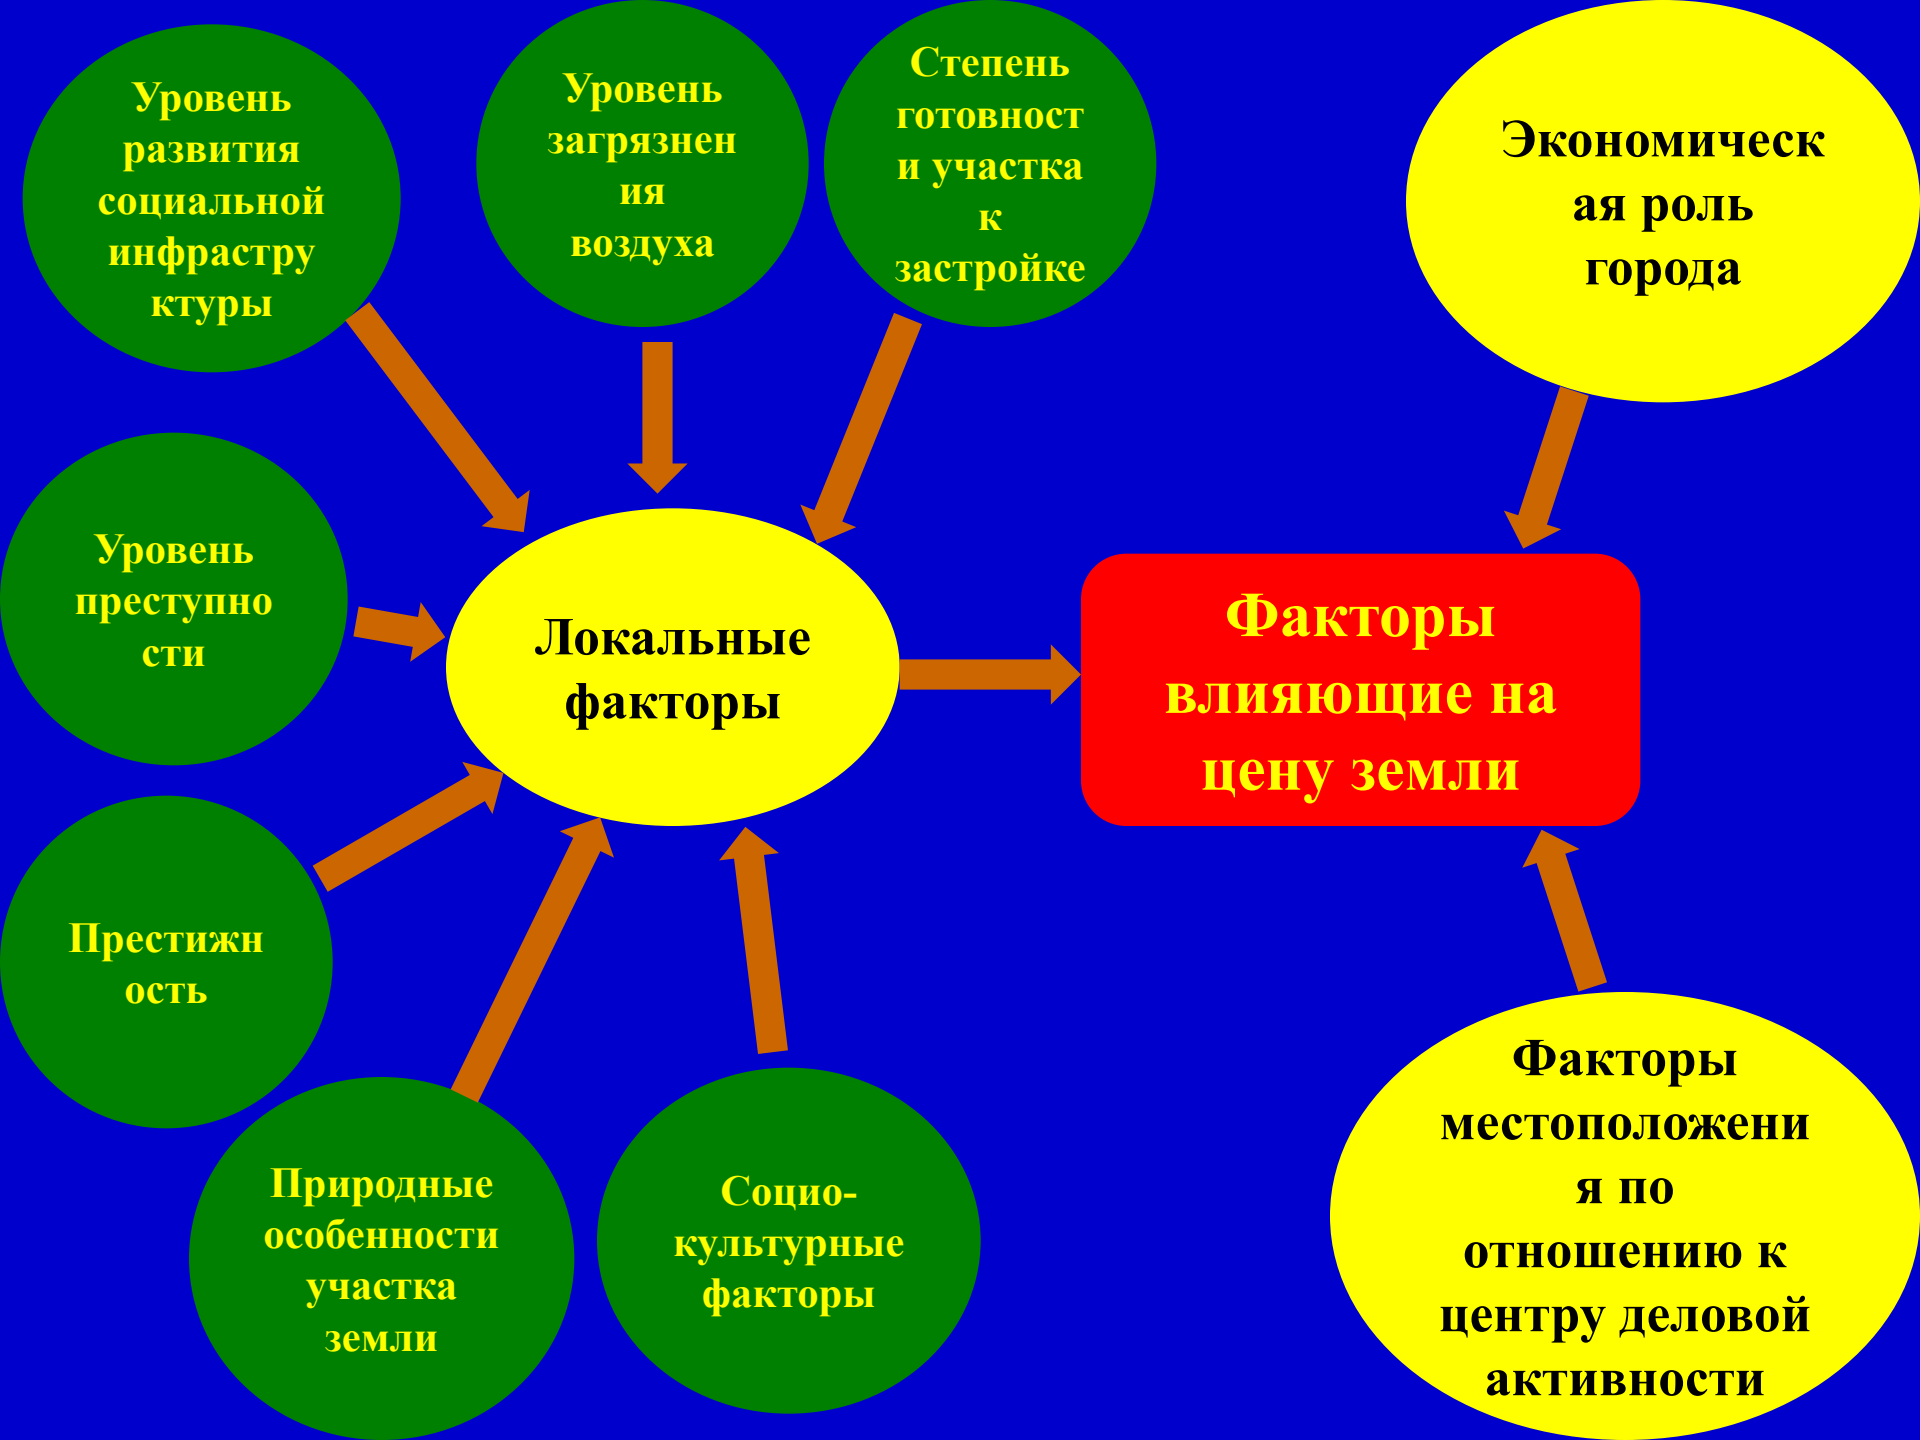 Уровень
развития
социальной
инфрастру
ктуры
Уровень
загрязнен
ия
воздуха
Степень
готовност
и участка
к
застройке
Экономическ
ая роль
города
Уровень
преступно
сти
Локальные
факторы
Факторы
влияющие на
цену земли
Престижн
ость
Природные
особенности
участка
земли
Социо-
культурные
факторы
Факторы
местоположени
я по
отношению к
центру деловой
активности